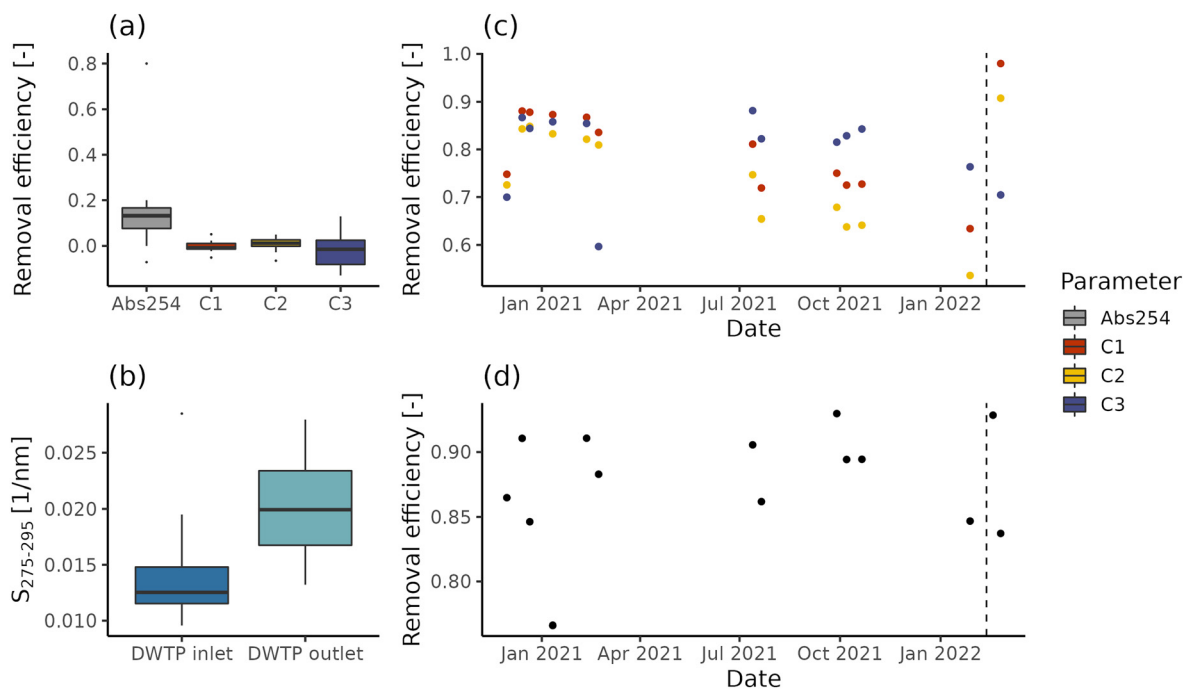 (a)
Removal efficiency [-]
0.8
0.6
0.4
0.2
0.0
Abs254 C1 C2 C3
(c)
Removal efficiency [-]
1.0
0.9
0.8
0.7
0.6
Jan 2021 Apr 2021 Jul 2021 Oct 2021 Jan 2022
Date
Parameter
Abs254
C1
C2
C3
(b)
S275-295 [1/nm]
0.025
0.020
0.015
0.010
DWTP inlet DWTP outlet
(d)
Removal efficiency [-]
0.90
0.85
0.80
Jan 2021 Apr 2021 Jul 2021 Oct 2021 Jan 2022
Date